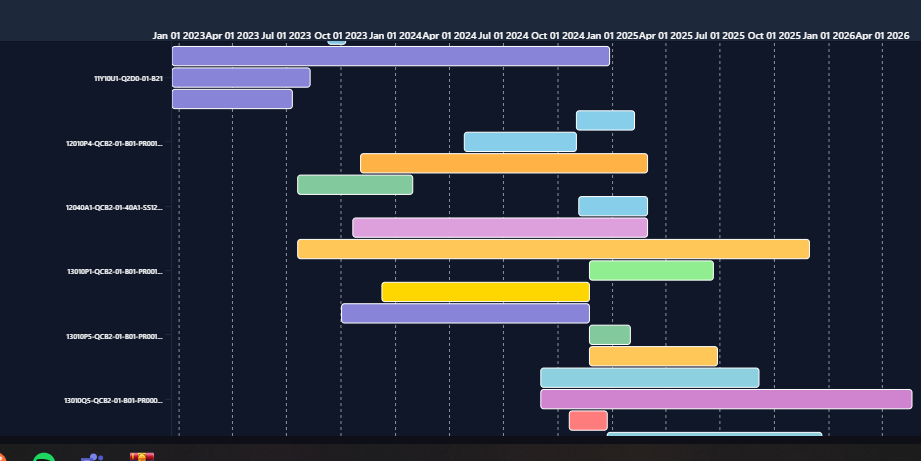 Jan 01 2023 Apr 01 2023 Jul 01 2023 Oct 01 2023 Jan 01 2024 Apr 01 2024 Jul 01 2024 Oct 01 2024 Jan 01 2025 Apr 01 2025 Jul 01 2025 Oct 01 2025 Jan 01 2026 Apr 01 2026
11Y10U1-Q2D0-01-B21
12010P4-QCB2-01-B01-PR001...
12040A1-QCB2-01-40A1-SS12...
13010P1-QCB2-01-B01-PR001...
13010P5-QCB2-01-B01-PR001...
13010Q5-QCB2-01-B01-PR000...